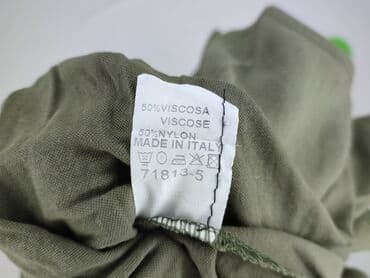 50%VISCOSA
VISCOSE
50%NYLON
MADE IN ITALY
71813-5